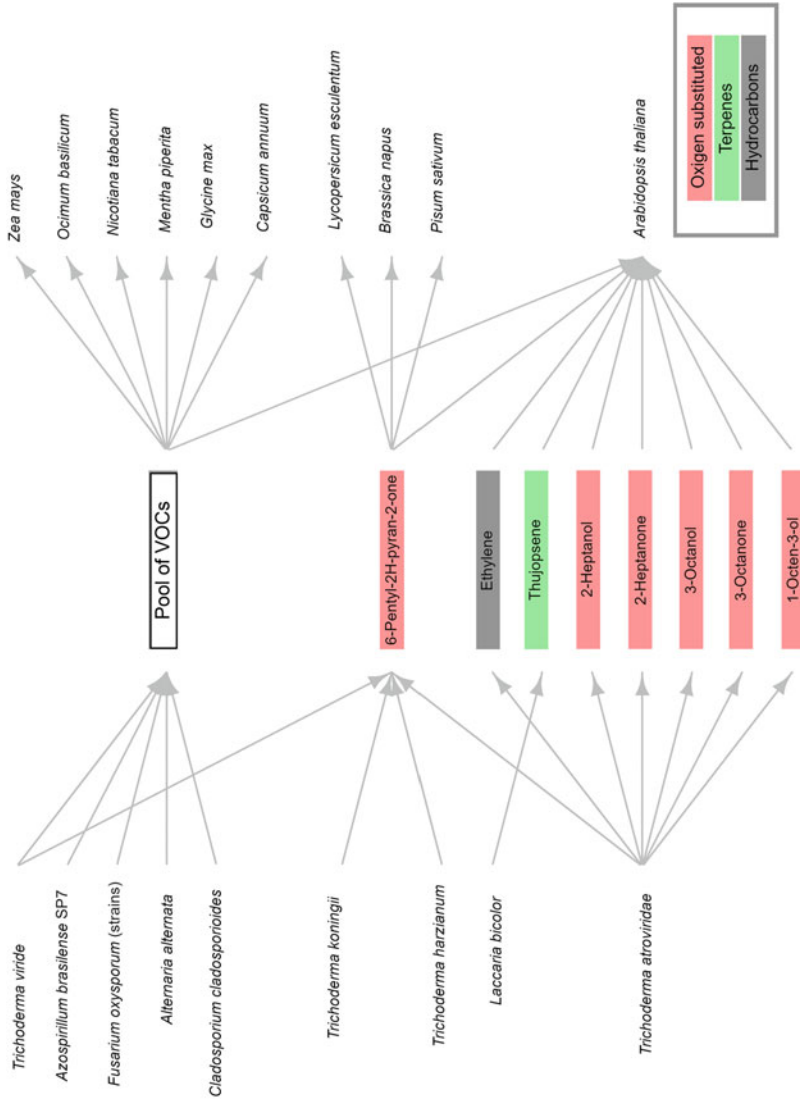 Trichoderma viride
Azospirillum brasilense SP7
Fusarium oxysporum (strains)
Alternaria alternata
Cladosporium cladosporioides
Trichoderma koningii
Trichoderma harzianum
Laccaria bicolor
Trichoderma atroviridae
Pool of VOCs
6-Pentyl-2H-pyran-2-one
Ethylene
Thujopsene
2-Heptanol
2-Heptanone
3-Octanol
3-Octanone
1-Octen-3-ol
Zea mays
Ocimum basilicum
Nicotiana tabacum
Mentha piperita
Glycine max
Capsicum annuum
Lycopersicum esculentum
Brassica napus
Pisum sativum
Arabidopsis thaliana
Oxigen substituted
Terpenes
Hydrocarbons